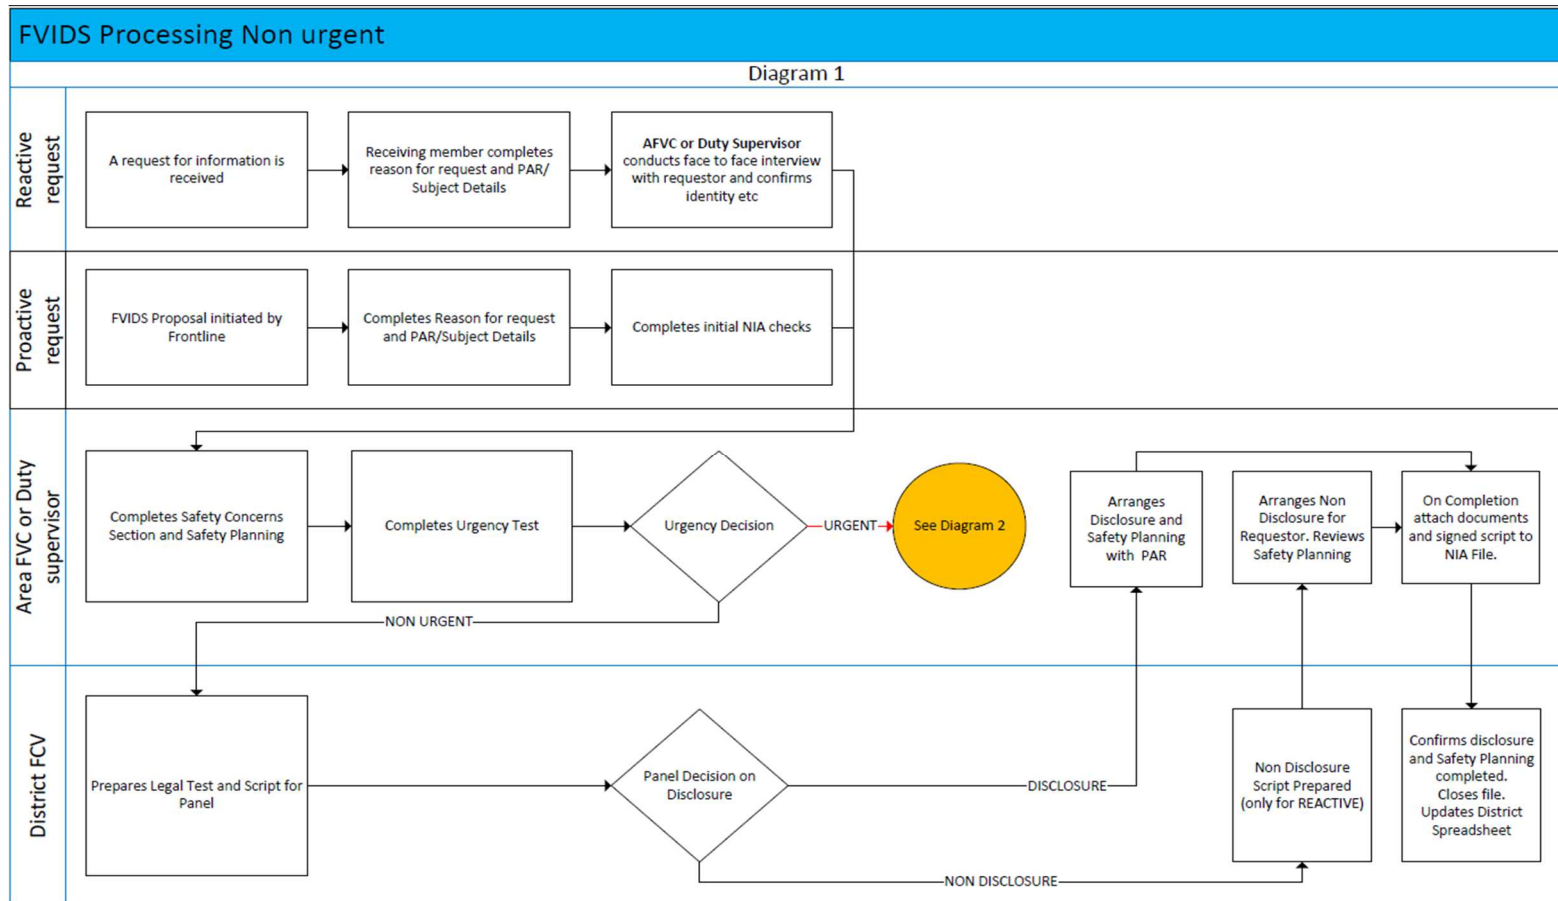 FVIDS Processing Non urgent
Diagram 1
Reactive
request
A request for information is
received
Receiving member completes
reason for request and PAR/
Subject Details
AFVC or Duty Supervisor
conducts face to face interview
with requestor and confirms
identity etc
Proactive
request
FVIDS Proposal initiated by
Frontline
Completes Reason for request
and PAR/Subject Details
Completes initial NIA checks
Area FVC or Duty
supervisor
Completes Safety Concerns
Section and Safety Planning
Completes Urgency Test
Urgency Decision
URGENT
See Diagram 2
Arranges
Disclosure and
Safety Planning
with PAR
Arranges Non
Disclosure for
Requestor. Reviews
Safety Planning
On Completion
attach documents
and signed script to
NIA File.
NON URGENT
District FCV
Prepares Legal Test and Script for
Panel
Panel Decision on
Disclosure
DISCLOSURE
NON DISCLOSURE
Non Disclosure
Script Prepared
(only for REACTIVE)
Confirms disclosure
and Safety Planning
completed.
Closes file.
Updates District
Spreadsheet